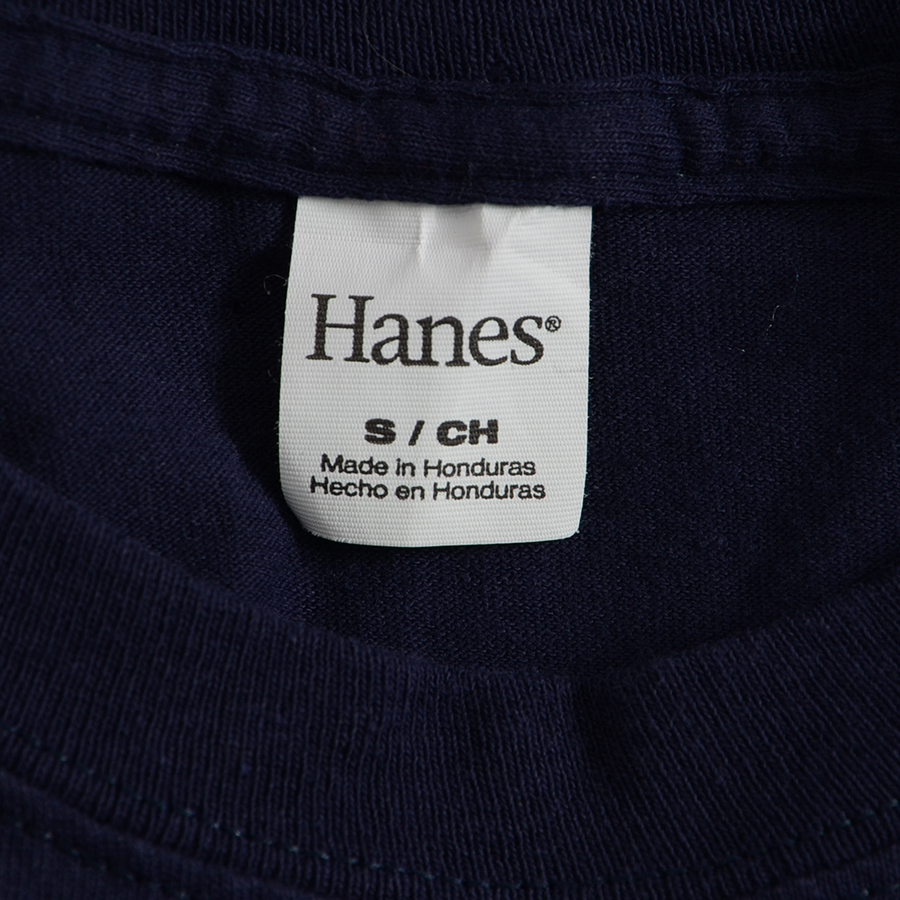 Hanes®
S / CH
Made in Honduras
Hecho en Honduras